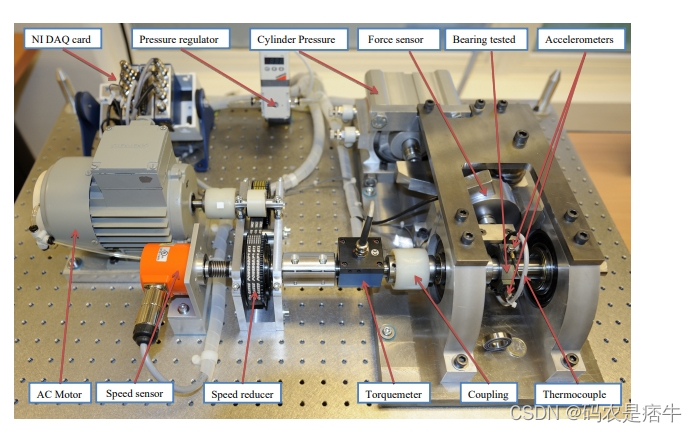 NI DAQ card
Pressure regulator
Cylinder Pressure
Force sensor
Bearing tested
Accelerometers
AC Motor
Speed sensor
Speed reducer
Torquemeter
Coupling
Thermocouple
CSDN @码农是痞牛